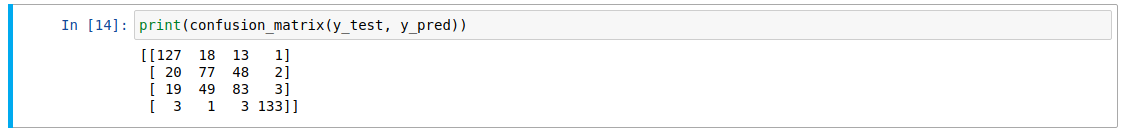 In [14]: print(confusion_matrix(y_test, y_pred))
[[127  18  13   1]
 [ 20  77  48   2]
 [ 19  49  83   3]
 [  3   1   3 133]]